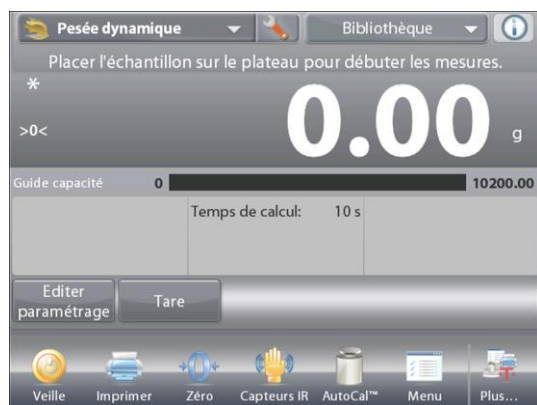 Pesée dynamique Bibliothèque
Placer l'échantillon sur le plateau pour débuter les mesures.
*
>0< 0.00 g
Guide capacité 0 10200.00
Temps de calcul: 10 s
Editer
paramétrage
Tare
Veille Imprimer Zéro Capteurs IR AutoCal™ Menu Plus...